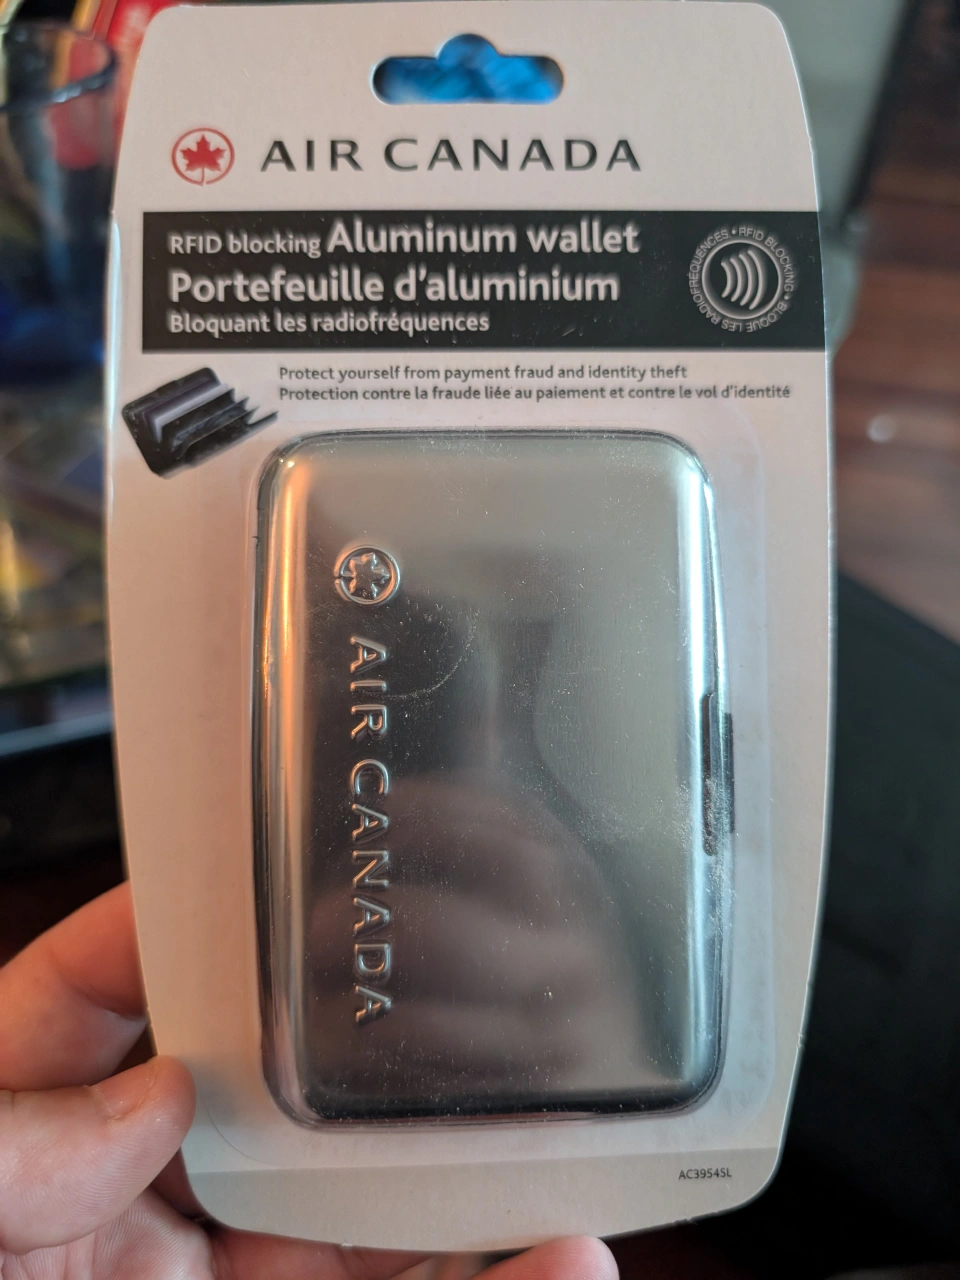 AIR CANADA
RFID blocking Aluminum wallet
Portefeuille d'aluminium
Bloquant les radiofréquences
RFID BLOCKING • BLOQUE LES RADIOFRÉQUENCES •
Protect yourself from payment fraud and identity theft
Protection contre la fraude liée au paiement et contre le vol d'identité
AIR CANADA
AC3954SL